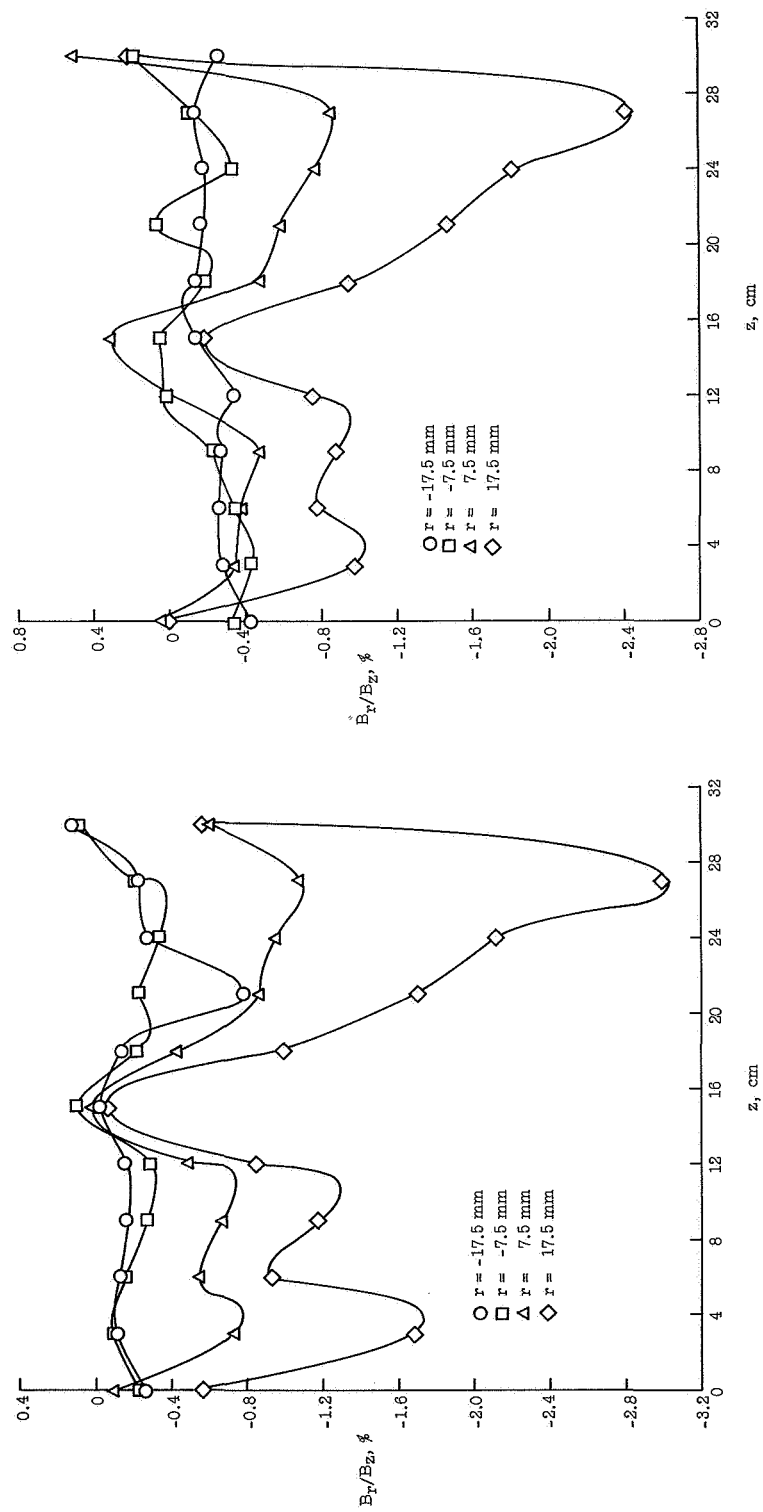 0.4
0
-0.4
-0.8
-1.2
-1.6
-2.0
-2.4
-2.8
-3.2
Br/Bz, %
r = -17.5 mm
r = -7.5 mm
r = 7.5 mm
r = 17.5 mm
0 4 8 12 16 20 24 28 32
z, cm
0.8
0.4
0
-0.4
-0.8
-1.2
-1.6
-2.0
-2.4
-2.8
Br/Bz, %
r = -17.5 mm
r = -7.5 mm
r = 7.5 mm
r = 17.5 mm
0 4 8 12 16 20 24 28 32
z, cm